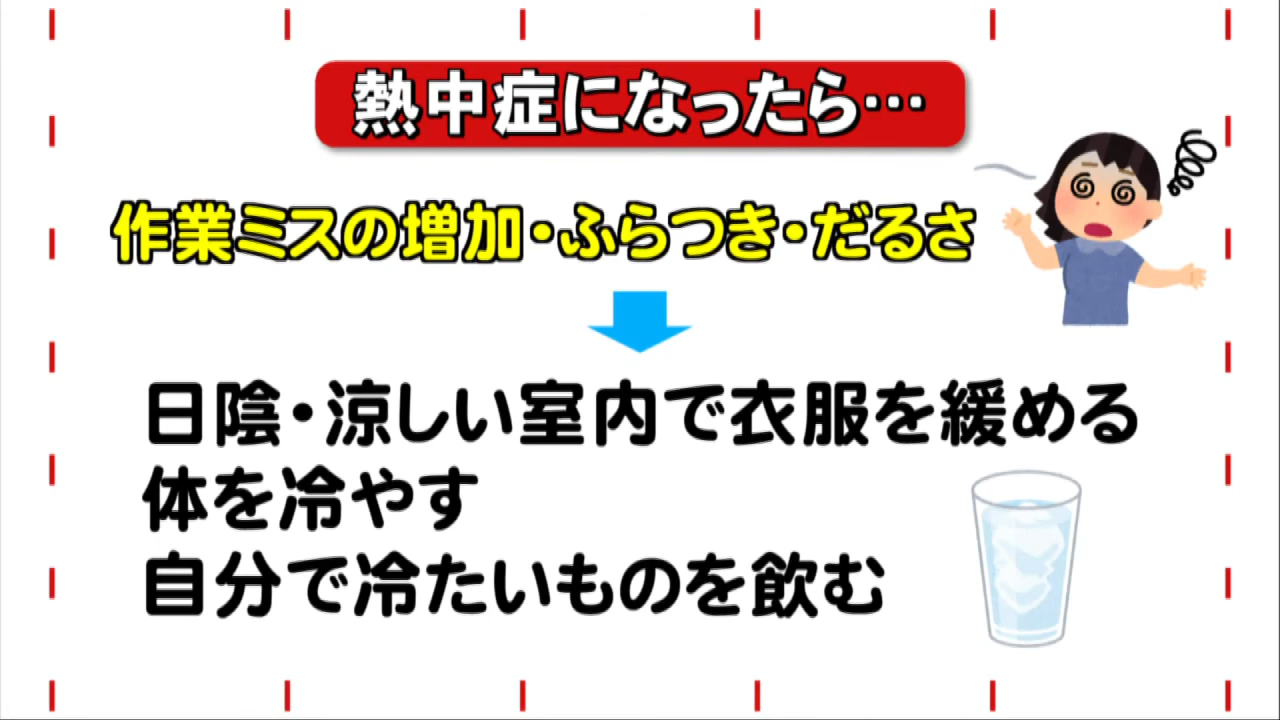 熱中症になったら…
作業ミスの増加・ふらつき・だるさ
日陰・涼しい室内で衣服を緩める
体を冷やす
自分で冷たいものを飲む